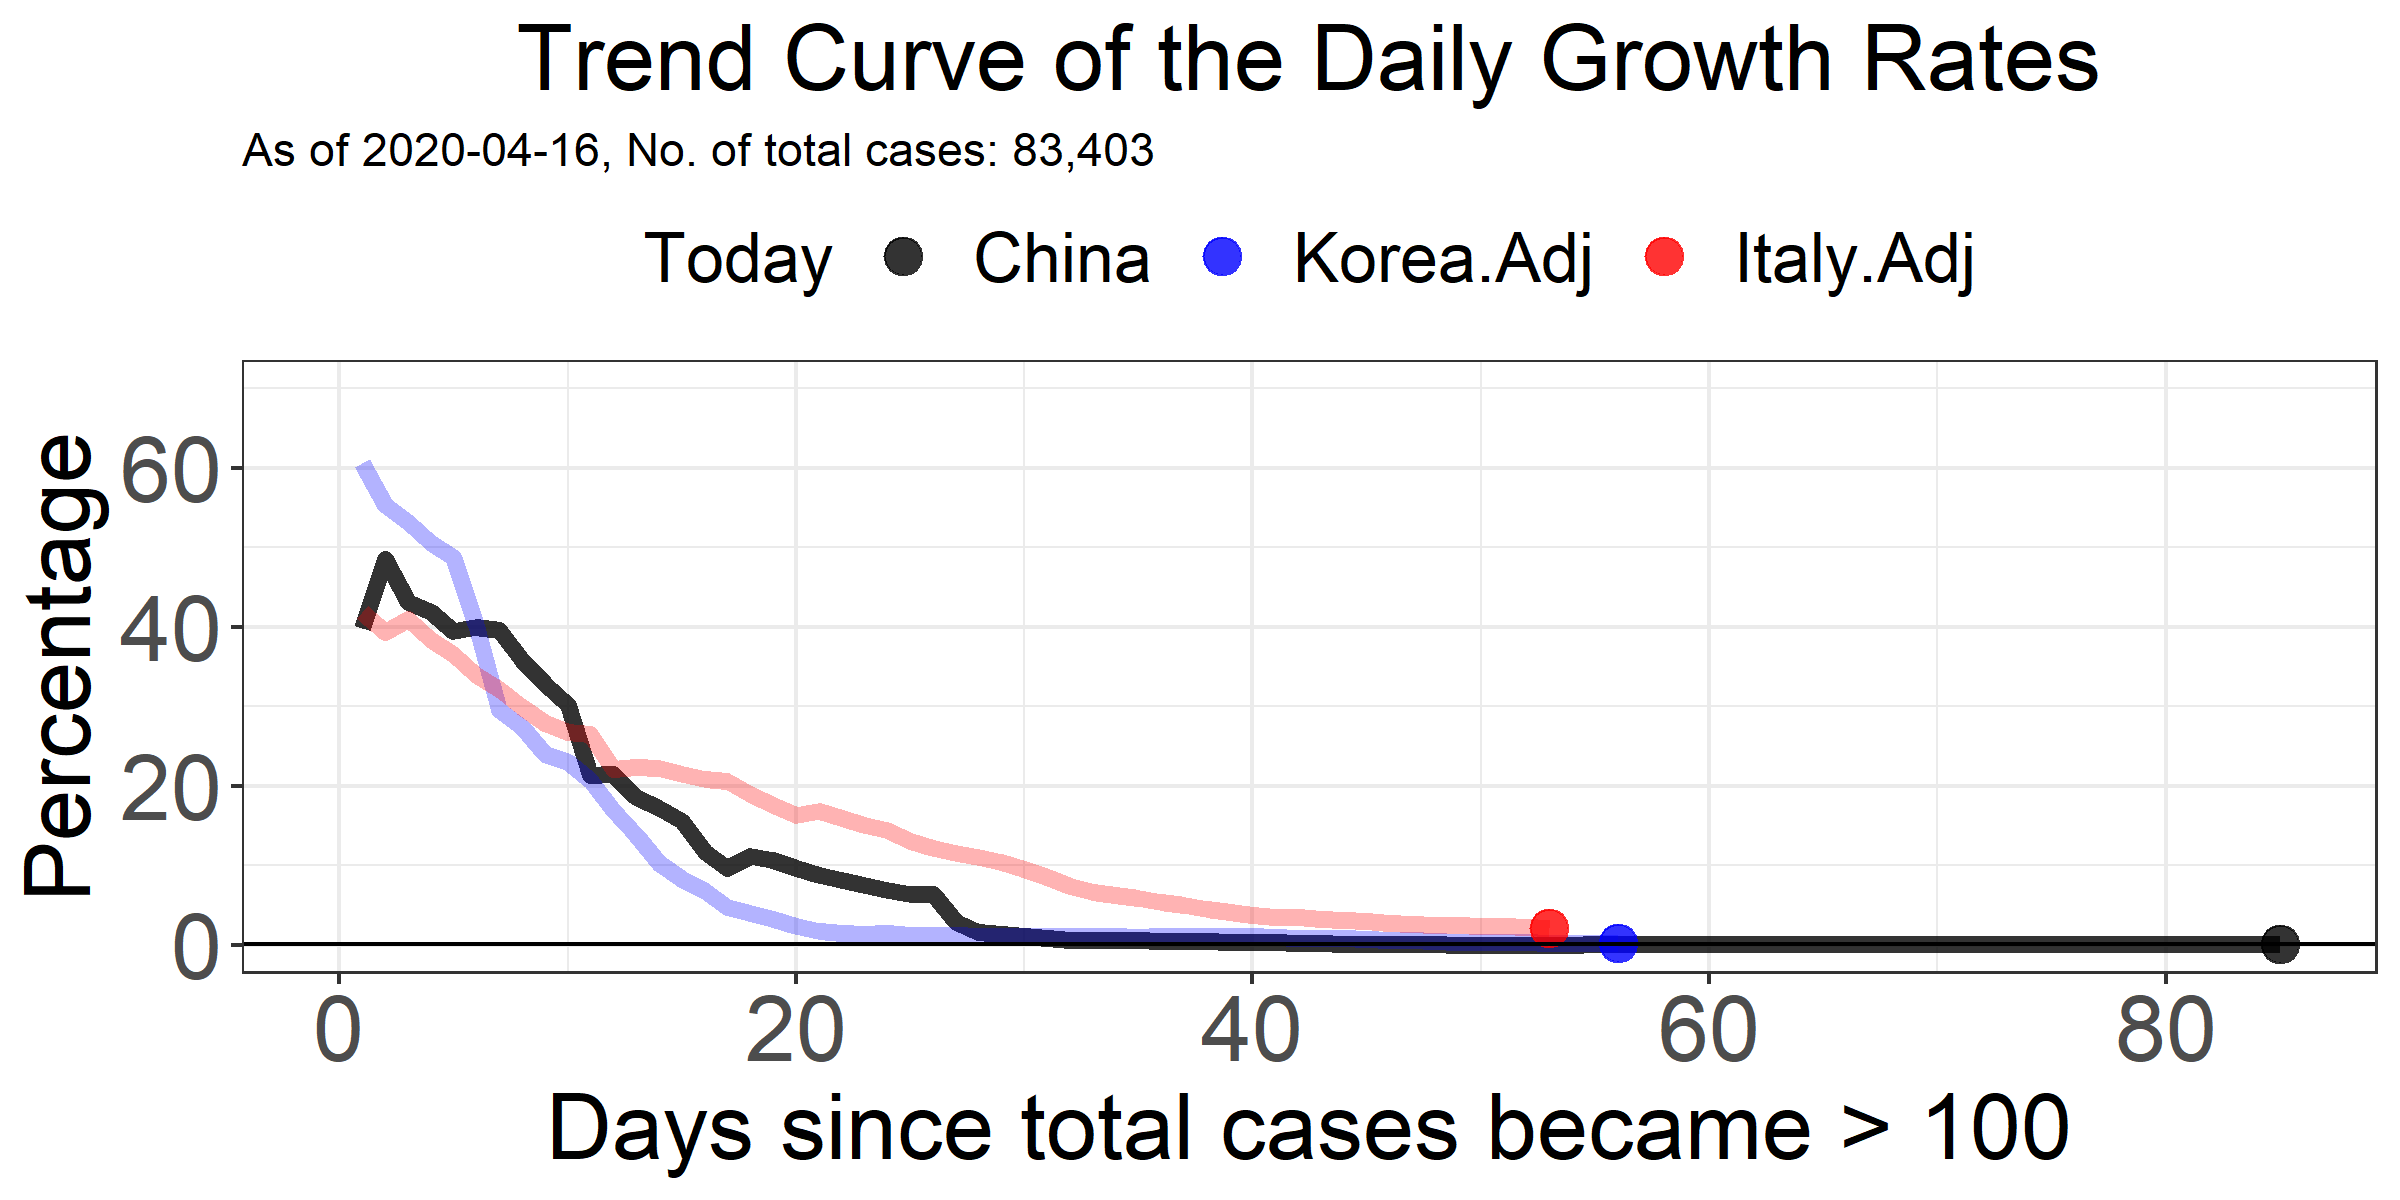 Trend Curve of the Daily Growth Rates
As of 2020-04-16, No. of total cases: 83,403
Today China Korea.Adj Italy.Adj
Percentage
60
40
20
0
0 20 40 60 80
Days since total cases became > 100